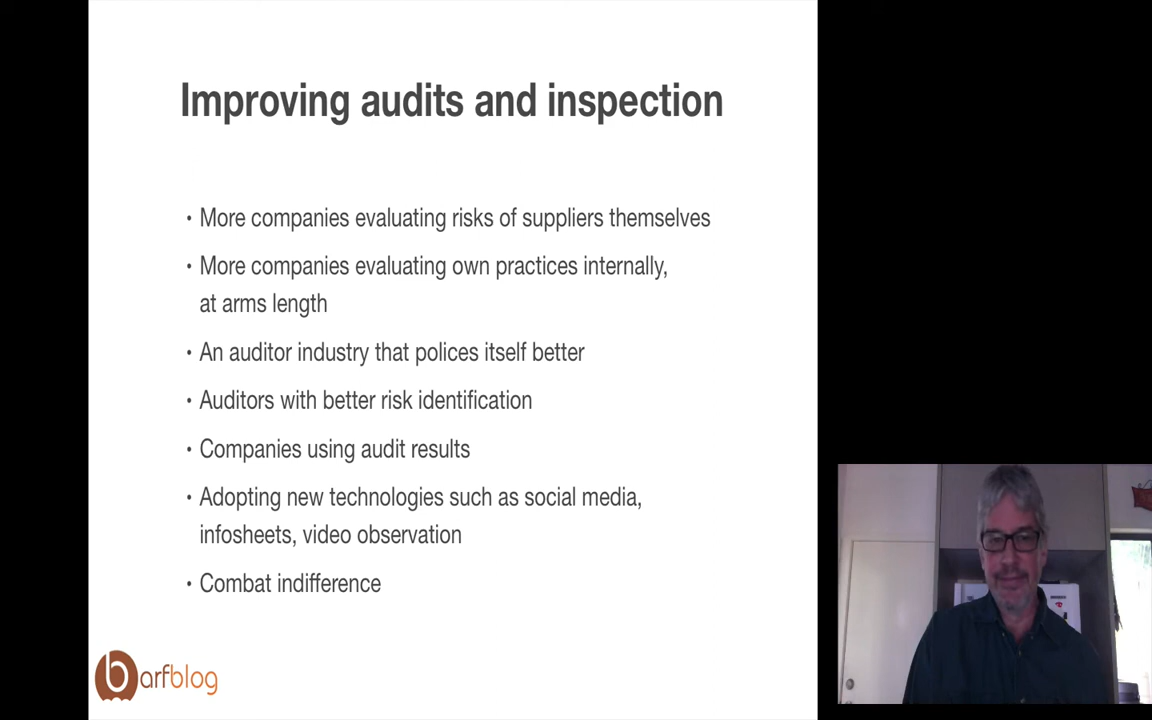 Improving audits and inspection
• More companies evaluating risks of suppliers themselves
• More companies evaluating own practices internally,
at arms length
• An auditor industry that polices itself better
• Auditors with better risk identification
• Companies using audit results
• Adopting new technologies such as social media,
infosheets, video observation
• Combat indifference
barfblog